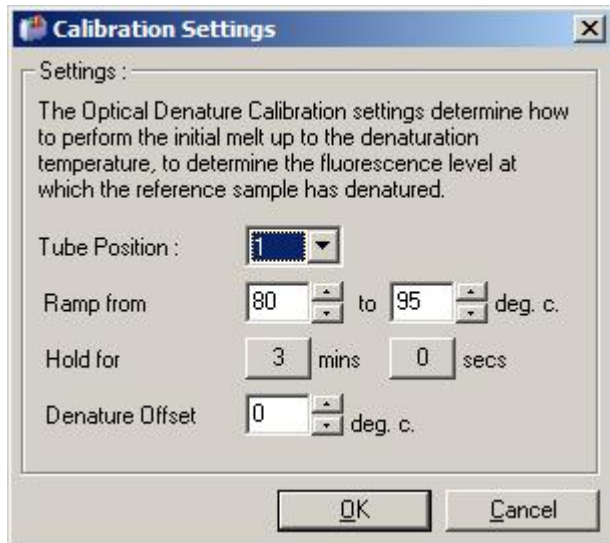 Calibration Settings
Settings :
The Optical Denature Calibration settings determine how
to perform the initial melt up to the denaturation
temperature, to determine the fluorescence level at
which the reference sample has denatured.
Tube Position : 1
Ramp from 80 to 95 deg. c.
Hold for 3 mins 0 secs
Denature Offset 0 deg. c.
OK Cancel